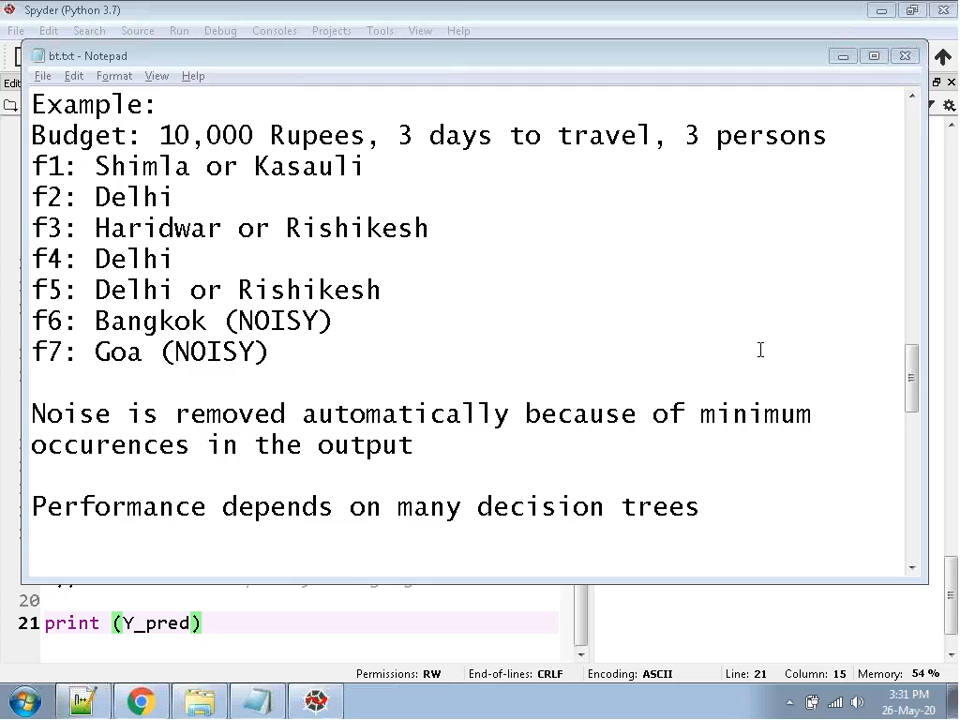 Spyder (Python 3.7)
File Edit Search Source Run Debug Consoles Projects Tools View Help
bt.txt - Notepad
File Edit Format View Help
Example:
Budget: 10,000 Rupees, 3 days to travel, 3 persons
f1: Shimla or Kasauli
f2: Delhi
f3: Haridwar or Rishikesh
f4: Delhi
f5: Delhi or Rishikesh
f6: Bangkok (NOISY)
f7: Goa (NOISY)
Noise is removed automatically because of minimum
occurences in the output
Performance depends on many decision trees
20
21 print (Y_pred)
Permissions: RW End-of-lines: CRLF Encoding: ASCII Line: 21 Column: 15 Memory: 54 %
3:31 PM
26-May-20